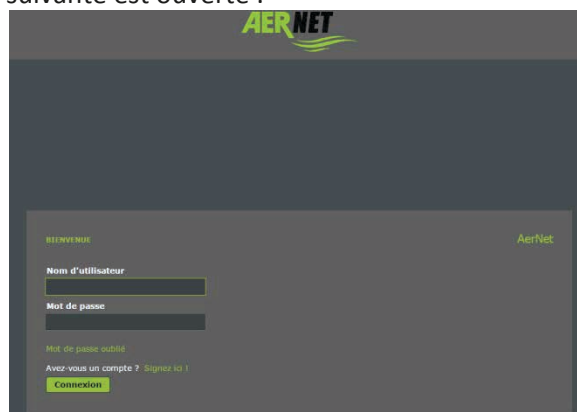 suivante est ouverte :
AERNET
BIENVENUE
AerNet
Nom d'utilisateur
Mot de passe
Mot de passe oublié
Avez-vous un compte ? Signez ici !
Connexion